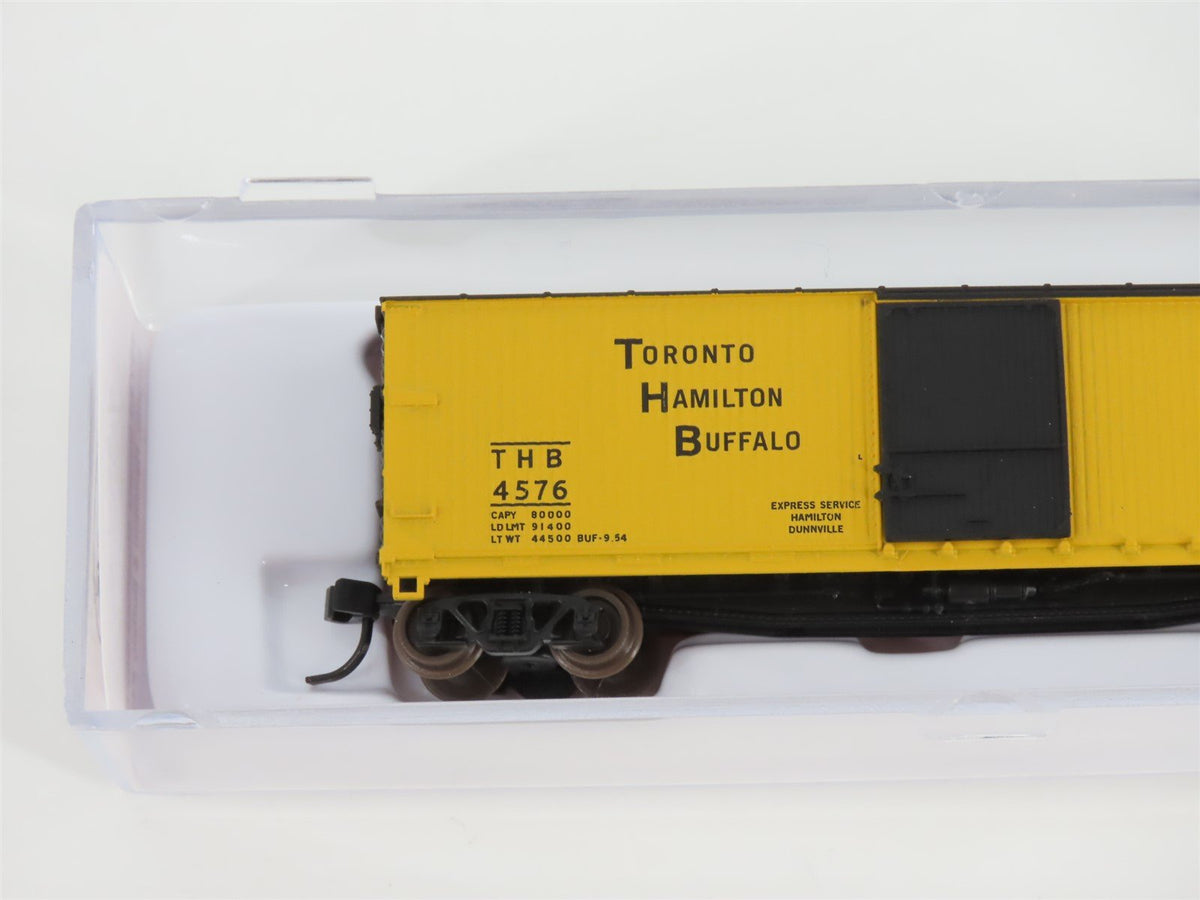 TORONTO
HAMILTON
BUFFALO
THB
4576
CAPY 80000
LD LMT 91400
LT WT 44500 BUF-9.54
EXPRESS SERVICE
HAMILTON
DUNNVILLE